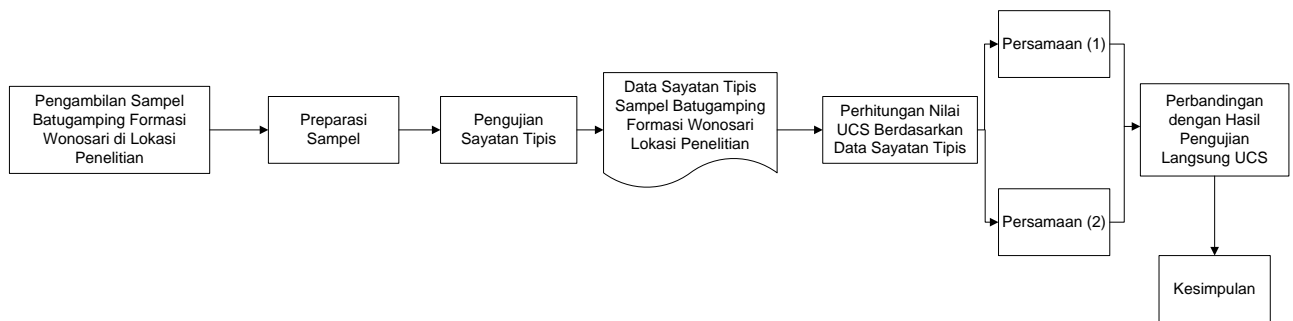 Pengambilan Sampel
Batugamping Formasi
Wonosari di Lokasi
Penelitian
Preparasi
Sampel
Pengujian
Sayatan Tipis
Data Sayatan Tipis
Sampel Batugamping
Formasi Wonosari
Lokasi Penelitian
Perhitungan Nilai
UCS Berdasarkan
Data Sayatan Tipis
Persamaan (1)
Persamaan (2)
Perbandingan
dengan Hasil
Pengujian
Langsung UCS
Kesimpulan